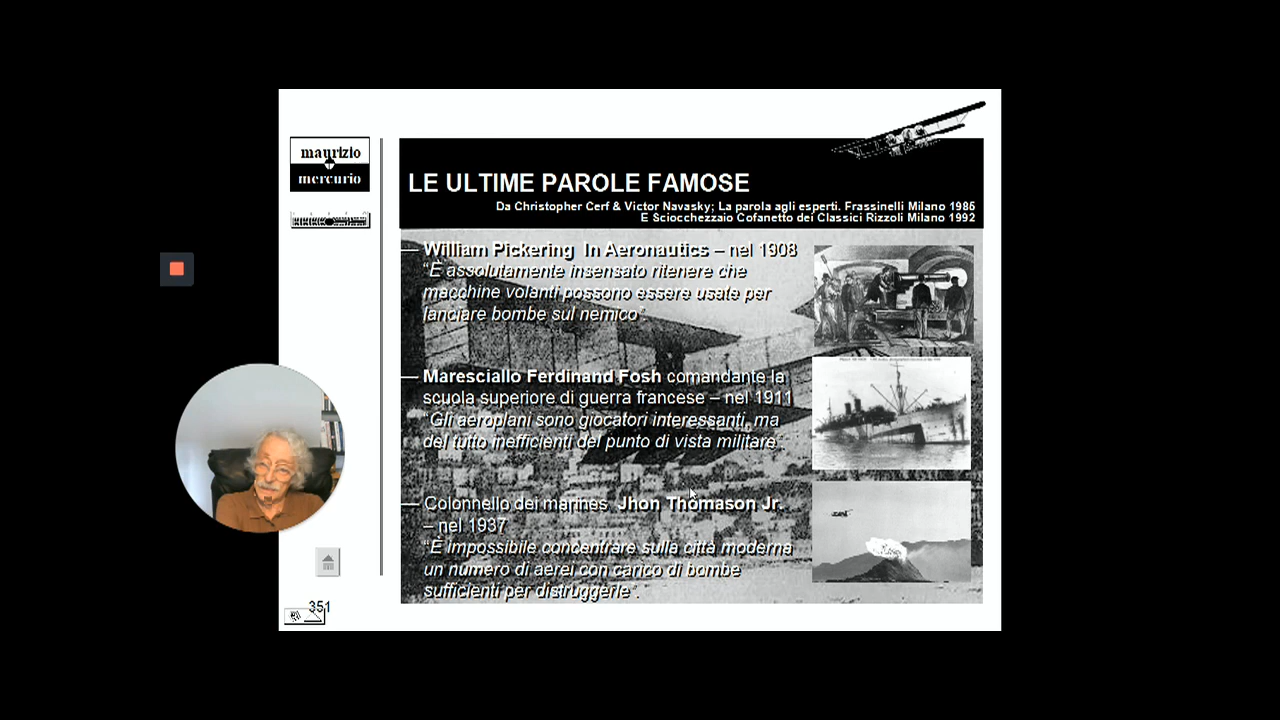 maurizio
mercurio
LE ULTIME PAROLE FAMOSE
Da Christopher Cerf & Victor Navasky; La parola agli esperti. Frassinelli Milano 1985
E Sciocchezzaio Cofanetto dei Classici Rizzoli Milano 1992
— William Pickering In Aeronautics – nel 1908
“È assolutamente insensato ritenere che
macchine volanti possono essere usate per
lanciare bombe sul nemico”.
— Maresciallo Ferdinand Fosh comandante la
scuola superiore di guerra francese – nel 1911
“Gli aeroplani sono giocatori interessanti, ma
del tutto inefficienti del punto di vista militare”.
— Colonnello dei marines Jhon Thomason Jr.
– nel 1937
“È Impossibile concentrare sulla città moderna
un numero di aerei con carico di bombe
sufficienti per distruggerle”.
351